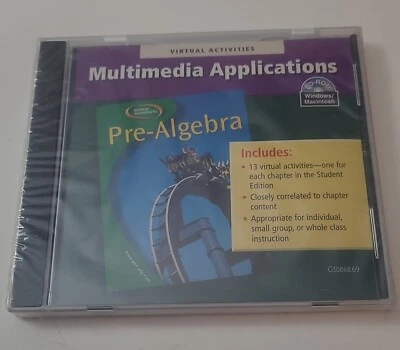 VIRTUAL ACTIVITIES
Multimedia Applications
CD-ROM
Windows/
Macintosh
Pre-Algebra
Includes:
• 13 virtual activities—one for
each chapter in the Student
Edition
• Closely correlated to chapter
content
• Appropriate for individual,
small group, or whole class
instruction